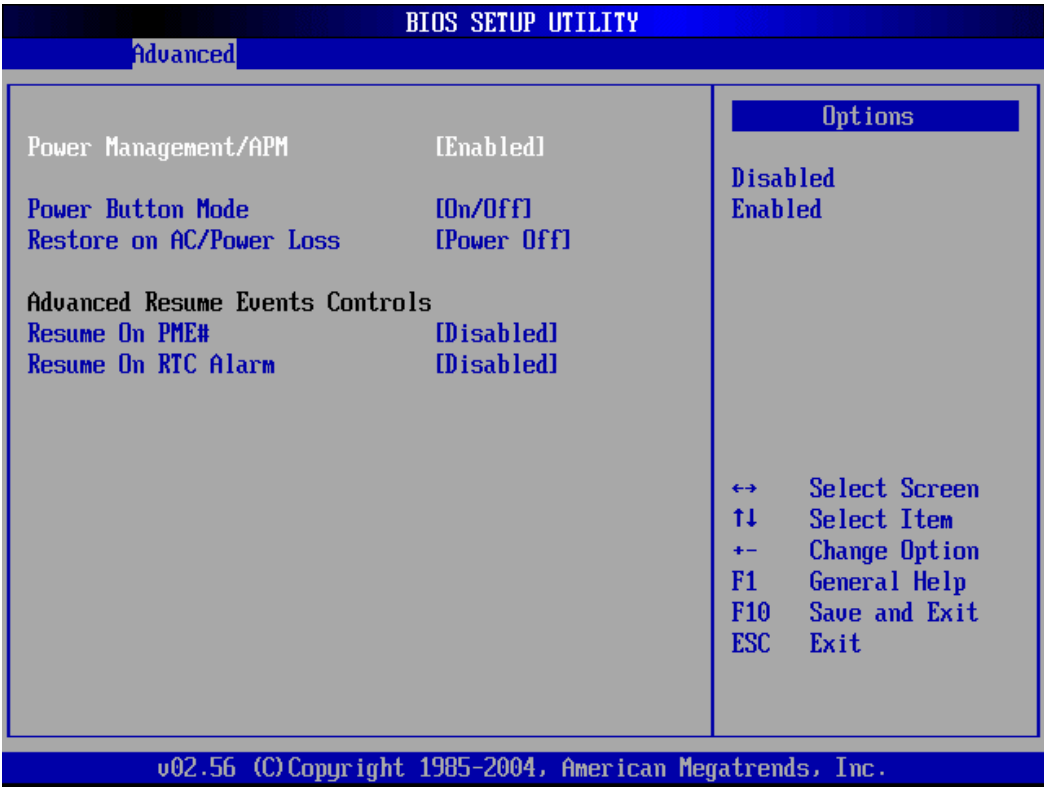 BIOS SETUP UTILITY
Advanced
Power Management/APM [Enabled]
Power Button Mode [On/Off]
Restore on AC/Power Loss [Power Off]
Advanced Resume Events Controls
Resume On PME# [Disabled]
Resume On RTC Alarm [Disabled]
Options
Disabled
Enabled
←→ Select Screen
↑↓ Select Item
+- Change Option
F1 General Help
F10 Save and Exit
ESC Exit
v02.56 (C)Copyright 1985-2004, American Megatrends, Inc.